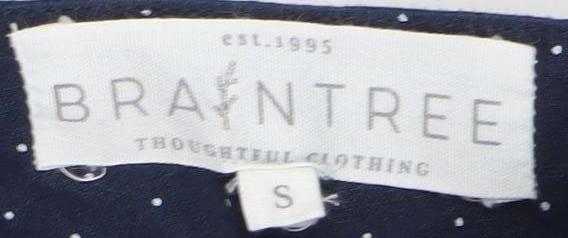 est.1995
BRAINTREE
THOUGHTFUL CLOTHING
S